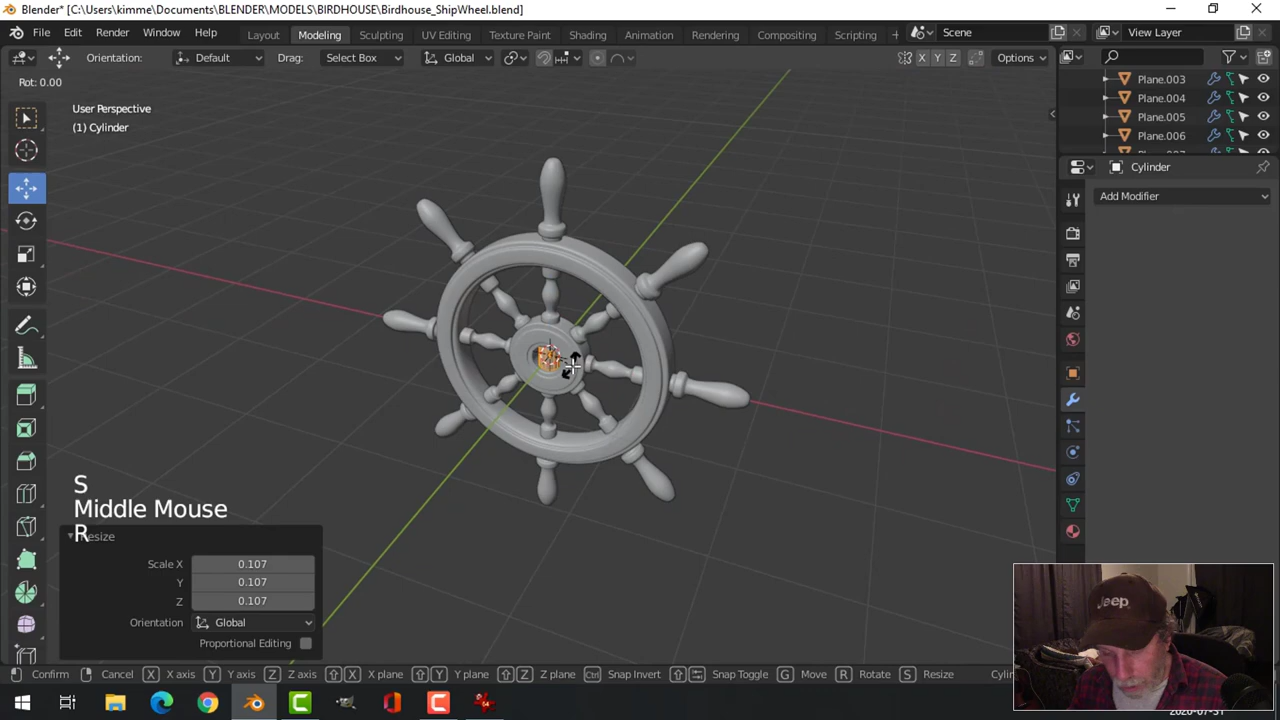 Blender* [C:\Users\kimme\Documents\BLENDER\MODELS\BIRDHOUSE\Birdhouse_ShipWheel.blend]
File Edit Render Window Help Layout Modeling Sculpting UV Editing Texture Paint Shading Animation Rendering Compositing Scripting + Scene View Layer
Orientation: Default Drag: Select Box Global X Y Z Options
Rot: 0.00
User Perspective
(1) Cylinder
Plane.003
Plane.004
Plane.005
Plane.006
Cylinder
Add Modifier
S
Middle Mouse
R
Resize
Scale X 0.107
Y 0.107
Z 0.107
Orientation Global
Proportional Editing
Confirm Cancel X X axis Y Y axis Z Z axis X X plane Y Y plane Z Z plane Ctrl Snap Invert Snap Toggle G Move R Rotate S Resize
Jeep